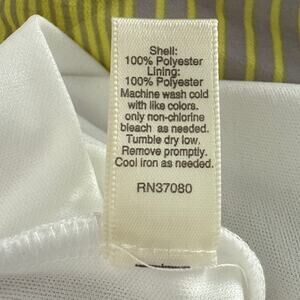 Shell:
100% Polyester
Lining:
100% Polyester
Machine wash cold
with like colors.
only non-chlorine
bleach as needed.
Tumble dry low.
Remove promptly.
Cool iron as needed.
RN37080